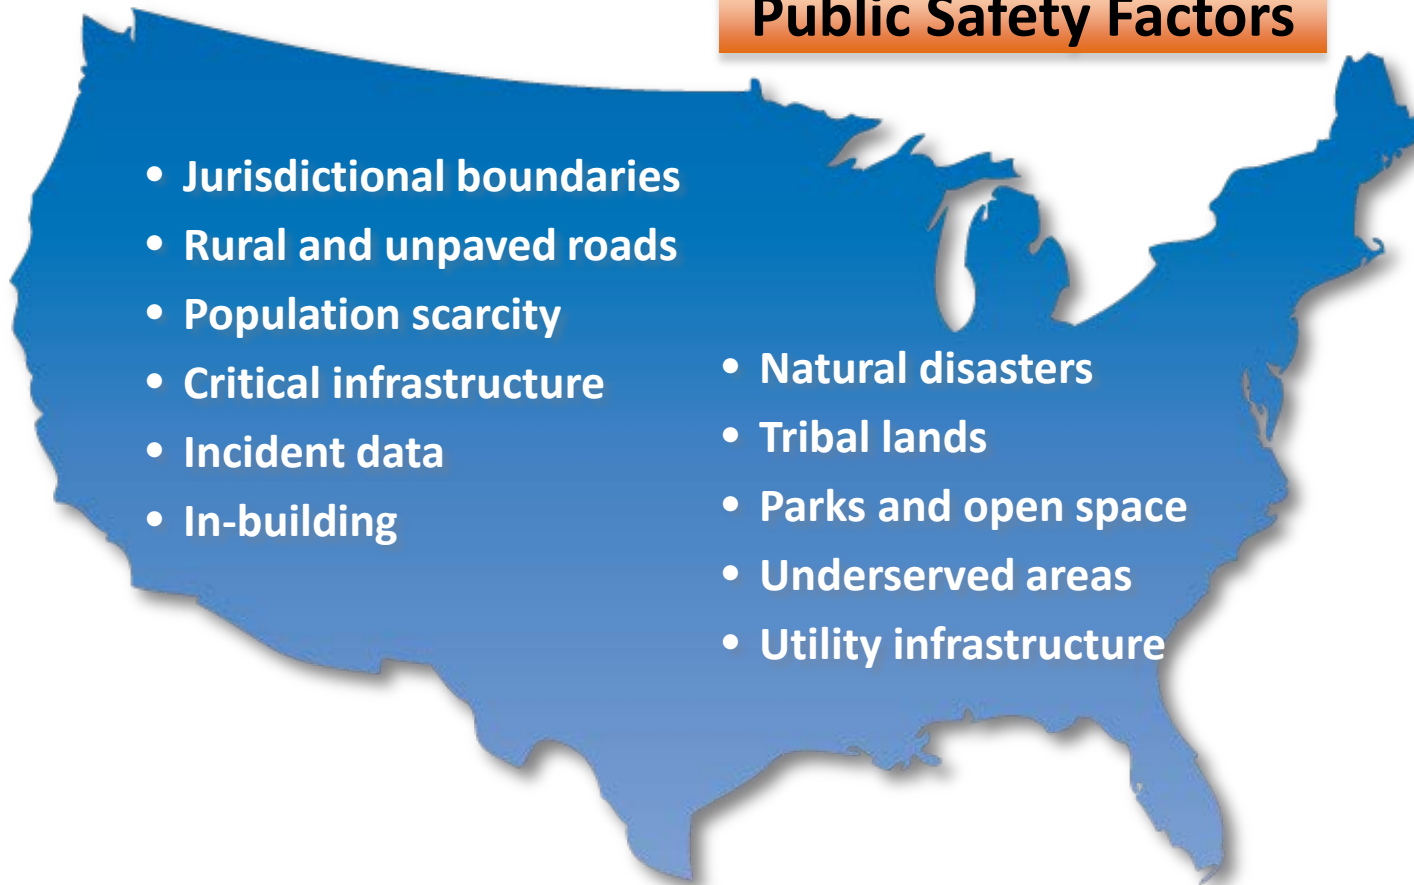 Public Safety Factors
• Jurisdictional boundaries
• Rural and unpaved roads
• Population scarcity
• Critical infrastructure
• Incident data
• In-building
• Natural disasters
• Tribal lands
• Parks and open space
• Underserved areas
• Utility infrastructure